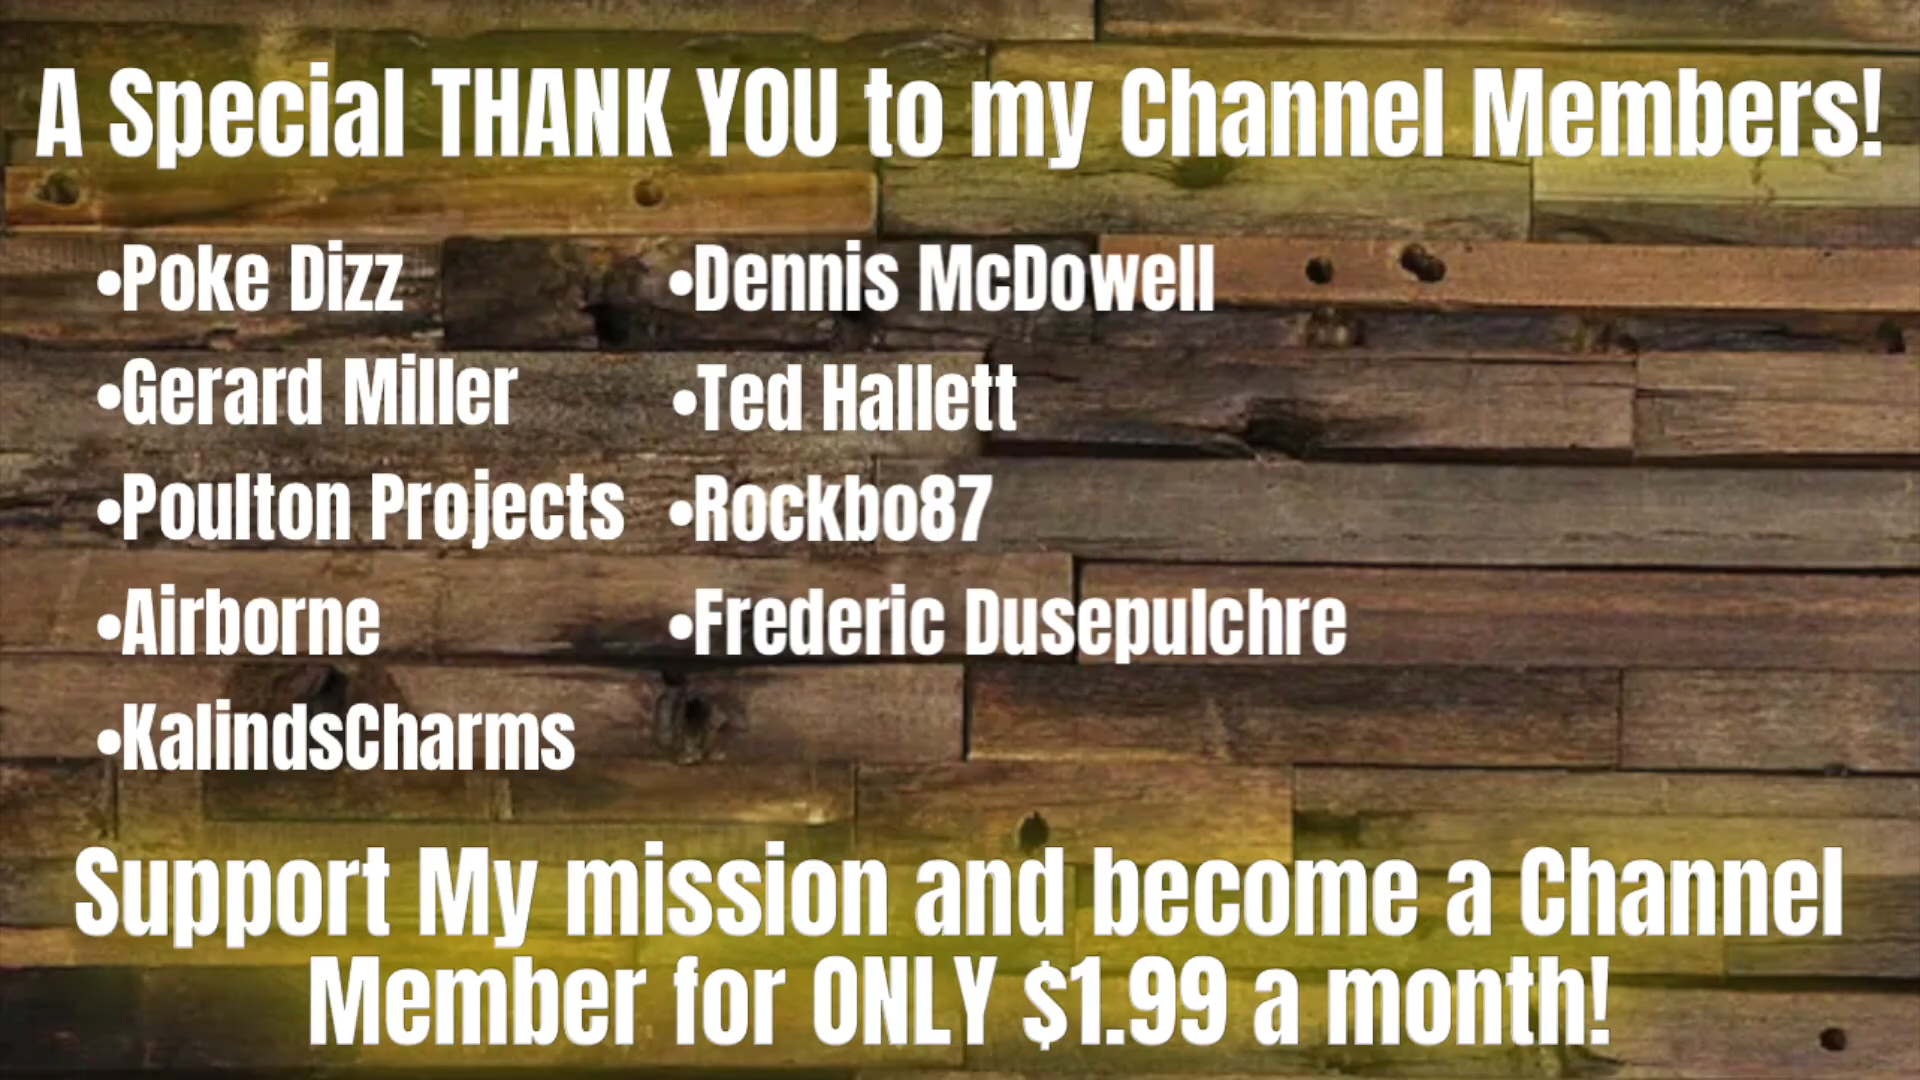 A Special THANK YOU to my Channel Members!
•Poke Dizz
•Gerard Miller
•Poulton Projects
•Airborne
•KalindsCharms
•Dennis McDowell
•Ted Hallett
•Rockbo87
•Frederic Dusepulchre
Support My mission and become a Channel
Member for ONLY $1.99 a month!